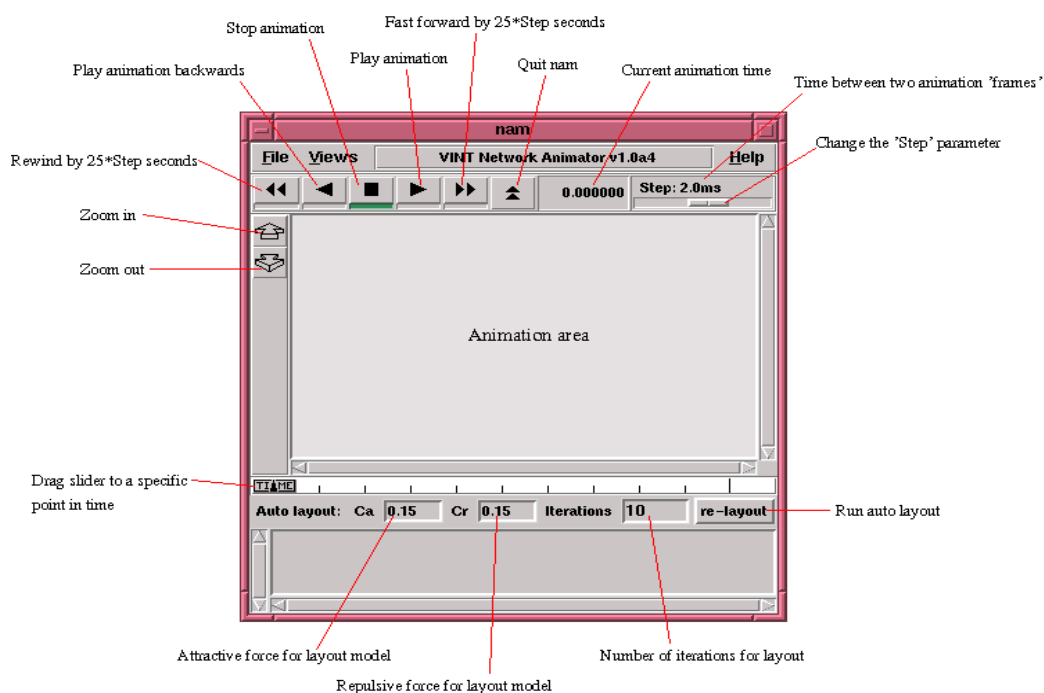 Fast forward by 25*Step seconds
Stop animation
Play animation
Quit nam
Play animation backwards
Current animation time
Time between two animation 'frames'
nam
Change the 'Step' parameter
File Views VINT Network Animator v1.0a4 Help
Rewind by 25*Step seconds
0.000000 Step: 2.0ms
Zoom in
Zoom out
Animation area
Drag slider to a specific
point in time
TIME
Auto layout: Ca 0.15 Cr 0.15 Iterations 10 re-layout
Run auto layout
Attractive force for layout model
Number of iterations for layout
Repulsive force for layout model